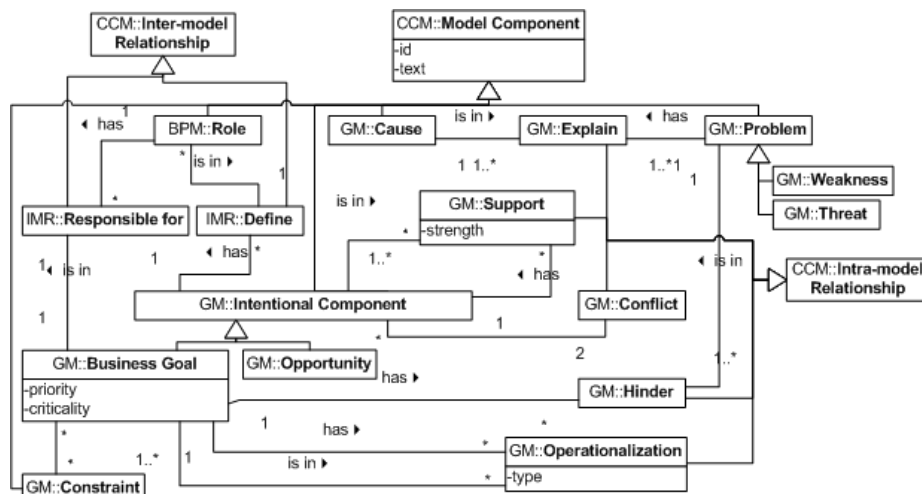 CCM::Inter-model
Relationship
CCM::Model Component
-id
-text
1
◄ has
is in ►
◄ has
BPM::Role
GM::Cause
GM::Explain
GM::Problem
*
is in ►
1
1 1..*
1..*1
1
*
GM::Weakness
GM::Support
-strength
is in ►
GM::Threat
IMR::Responsible for
IMR::Define
*
1
◄ has *
1..*
*
◄ is in
1
◄ is in
◄ has
CCM::Intra-model
Relationship
GM::Intentional Component
GM::Conflict
1
*
1
2
GM::Business Goal
-priority
-criticality
GM::Opportunity
has ►
1..*
GM::Hinder
1
has ►
*
*
*
*
1..*
1
is in ►
*
GM::Operationalization
-type
GM::Constraint